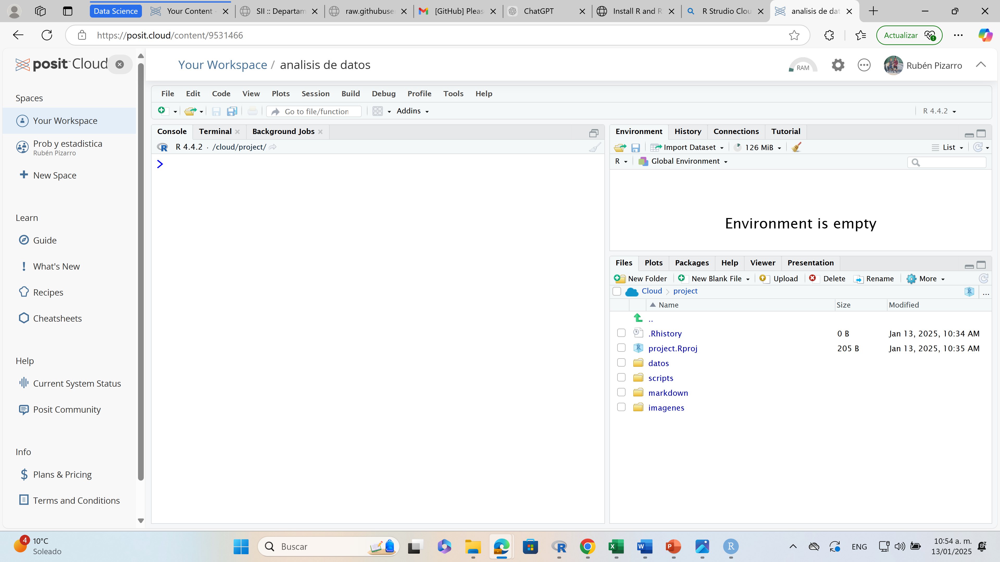 Data Science
Your Content -
SII :: Departam
raw.githubuse
[GitHub] Pleas
ChatGPT
Install R and R
R Strudio Clou
analisis de dat
https://posit.cloud/content/9531466
Actualizar
posit Cloud
Your Workspace / analisis de datos
RAM
Rubén Pizarro
Spaces
Your Workspace
Prob y estadistica
Rubén Pizarro
New Space
Learn
Guide
What's New
Recipes
Cheatsheets
Help
Current System Status
Posit Community
Info
Plans & Pricing
Terms and Conditions
File Edit Code View Plots Session Build Debug Profile Tools Help
Go to file/function
Addins
R 4.4.2
Console Terminal Background Jobs
R 4.4.2 · /cloud/project/
>
Environment History Connections Tutorial
Import Dataset 126 MiB List
R Global Environment
Environment is empty
Files Plots Packages Help Viewer Presentation
New Folder New Blank File Upload Delete Rename More
Cloud project ...
Name Size Modified
..
.Rhistory 0 B Jan 13, 2025, 10:34 AM
project.Rproj 205 B Jan 13, 2025, 10:35 AM
datos
scripts
markdown
imagenes
4
10°C
Soleado
Buscar
ENG
10:54 a. m.
13/01/2025